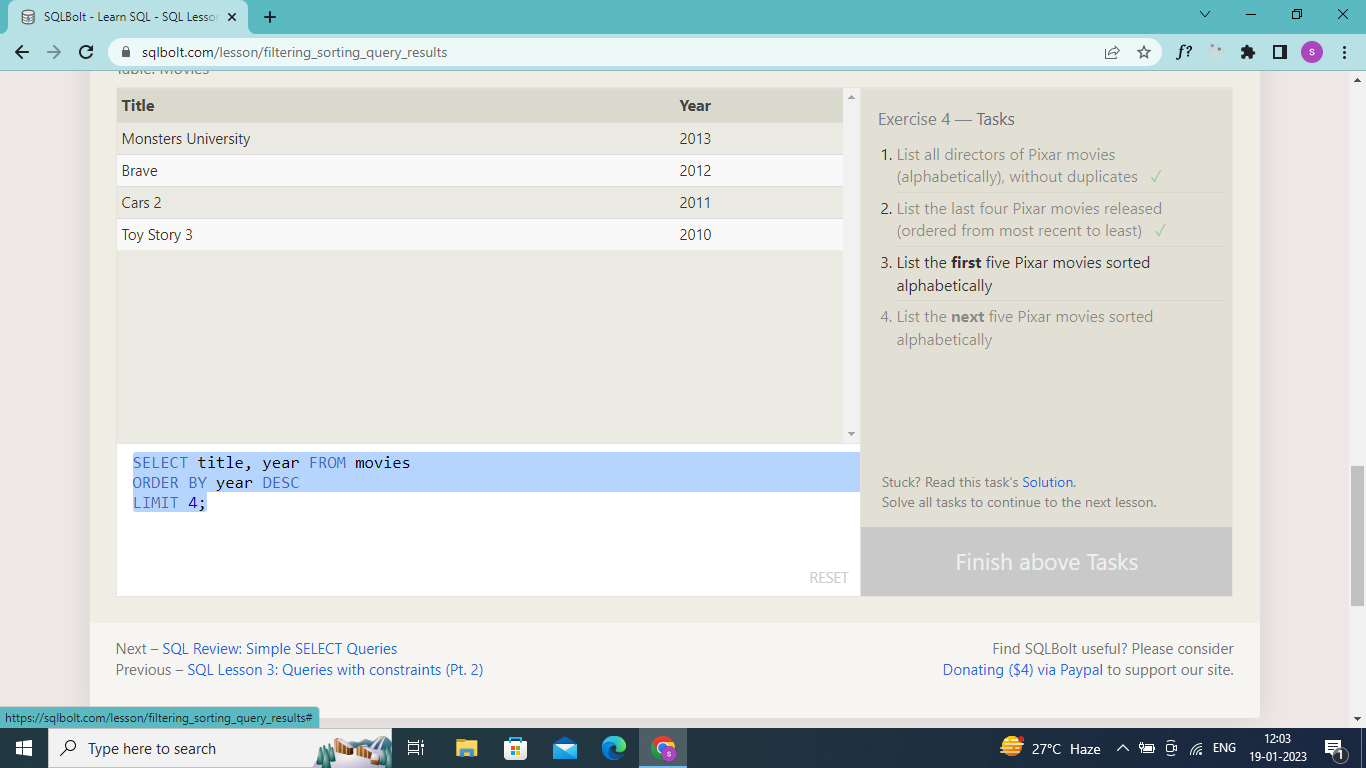 SQLBolt - Learn SQL - SQL Lesson
sqlbolt.com/lesson/filtering_sorting_query_results
f?
s
Table: Movies
Title Year
Monsters University 2013
Brave 2012
Cars 2 2011
Toy Story 3 2010
SELECT title, year FROM movies
ORDER BY year DESC
LIMIT 4;
RESET
Exercise 4 — Tasks
1. List all directors of Pixar movies
(alphabetically), without duplicates ✓
2. List the last four Pixar movies released
(ordered from most recent to least) ✓
3. List the first five Pixar movies sorted
alphabetically
4. List the next five Pixar movies sorted
alphabetically
Stuck? Read this task's Solution.
Solve all tasks to continue to the next lesson.
Finish above Tasks
Next – SQL Review: Simple SELECT Queries
Previous – SQL Lesson 3: Queries with constraints (Pt. 2)
Find SQLBolt useful? Please consider
Donating ($4) via Paypal to support our site.
https://sqlbolt.com/lesson/filtering_sorting_query_results#
Type here to search
s
27°C Haze
ENG
12:03
19-01-2023
1